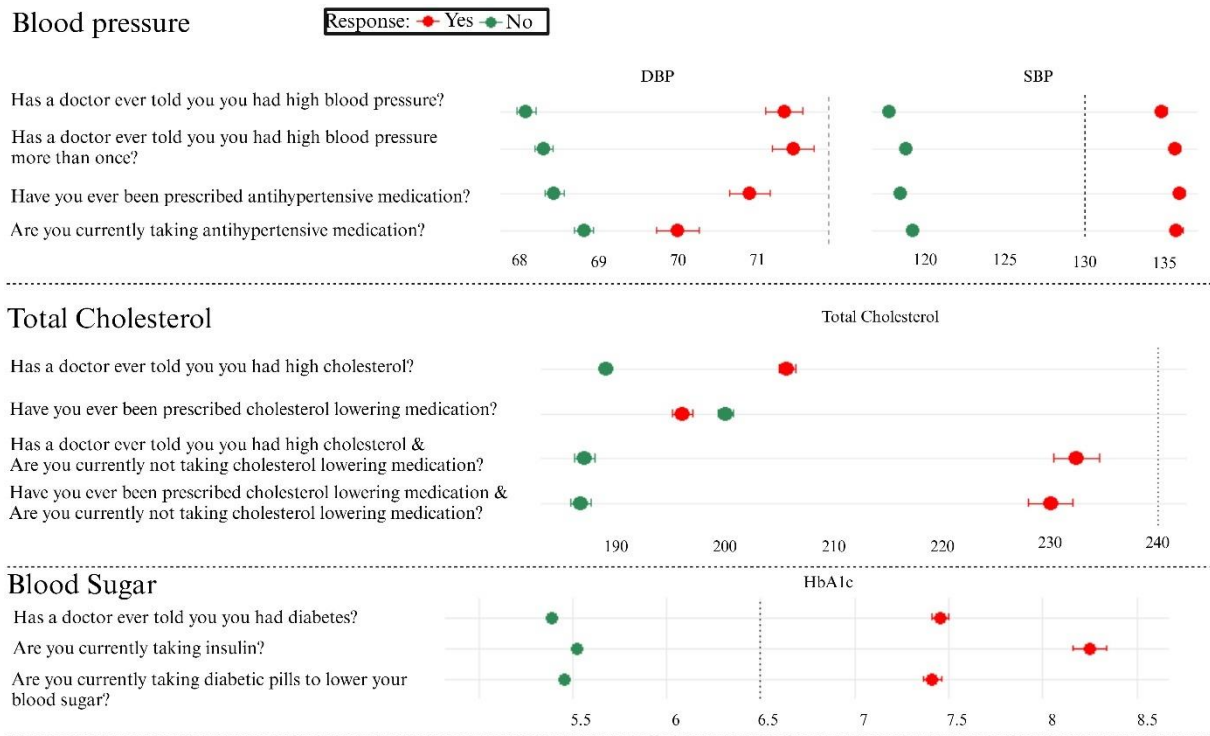 Blood pressure
Response: Yes No
DBP SBP
Has a doctor ever told you you had high blood pressure?
Has a doctor ever told you you had high blood pressure
more than once?
Have you ever been prescribed antihypertensive medication?
Are you currently taking antihypertensive medication?
68 69 70 71 120 125 130 135
Total Cholesterol
Total Cholesterol
Has a doctor ever told you you had high cholesterol?
Have you ever been prescribed cholesterol lowering medication?
Has a doctor ever told you you had high cholesterol &
Are you currently not taking cholesterol lowering medication?
Have you ever been prescribed cholesterol lowering medication &
Are you currently not taking cholesterol lowering medication?
190 200 210 220 230 240
Blood Sugar
HbA1c
Has a doctor ever told you you had diabetes?
Are you currently taking insulin?
Are you currently taking diabetic pills to lower your
blood sugar?
5.5 6 6.5 7 7.5 8 8.5